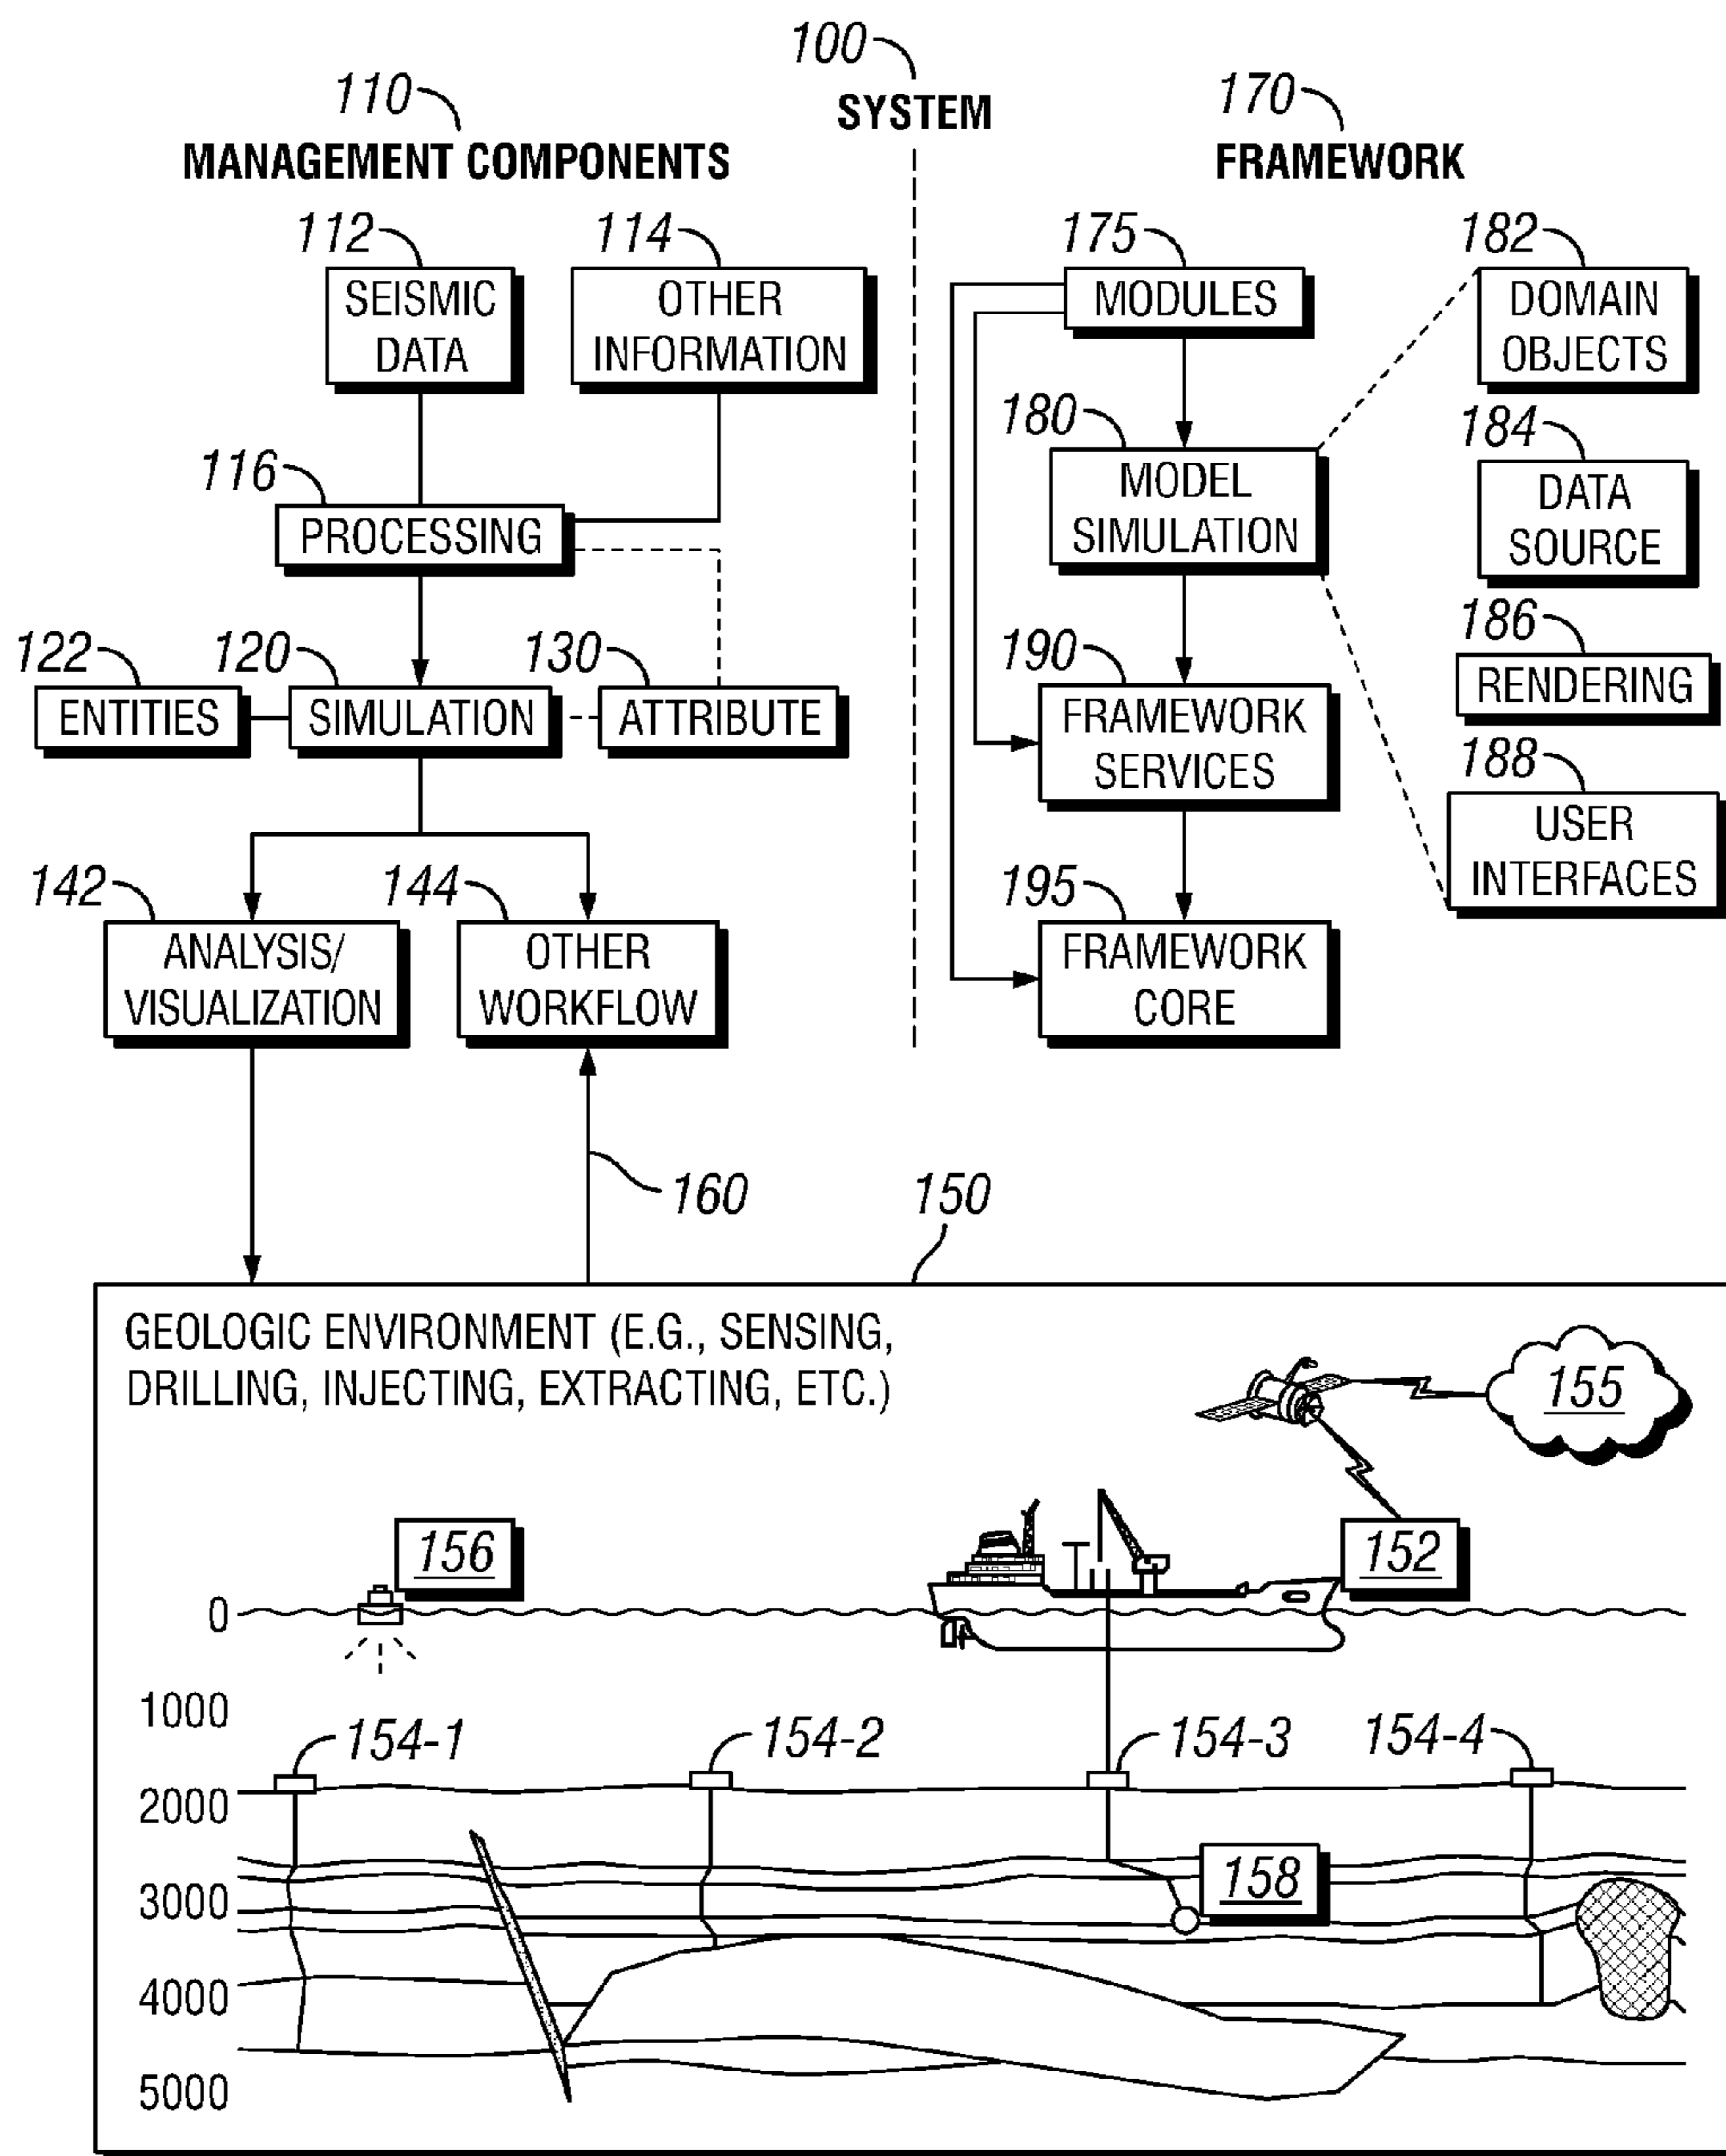 100
SYSTEM
110
MANAGEMENT COMPONENTS
112
SEISMIC
DATA
114
OTHER
INFORMATION
116
PROCESSING
122
ENTITIES
120
SIMULATION
130
ATTRIBUTE
142
ANALYSIS/
VISUALIZATION
144
OTHER
WORKFLOW
170
FRAMEWORK
175
MODULES
180
MODEL
SIMULATION
190
FRAMEWORK
SERVICES
195
FRAMEWORK
CORE
182
DOMAIN
OBJECTS
184
DATA
SOURCE
186
RENDERING
188
USER
INTERFACES
160
150
GEOLOGIC ENVIRONMENT (E.G., SENSING,
DRILLING, INJECTING, EXTRACTING, ETC.)
155
156
152
0
1000
154-1
154-2
154-3
154-4
2000
158
3000
4000
5000